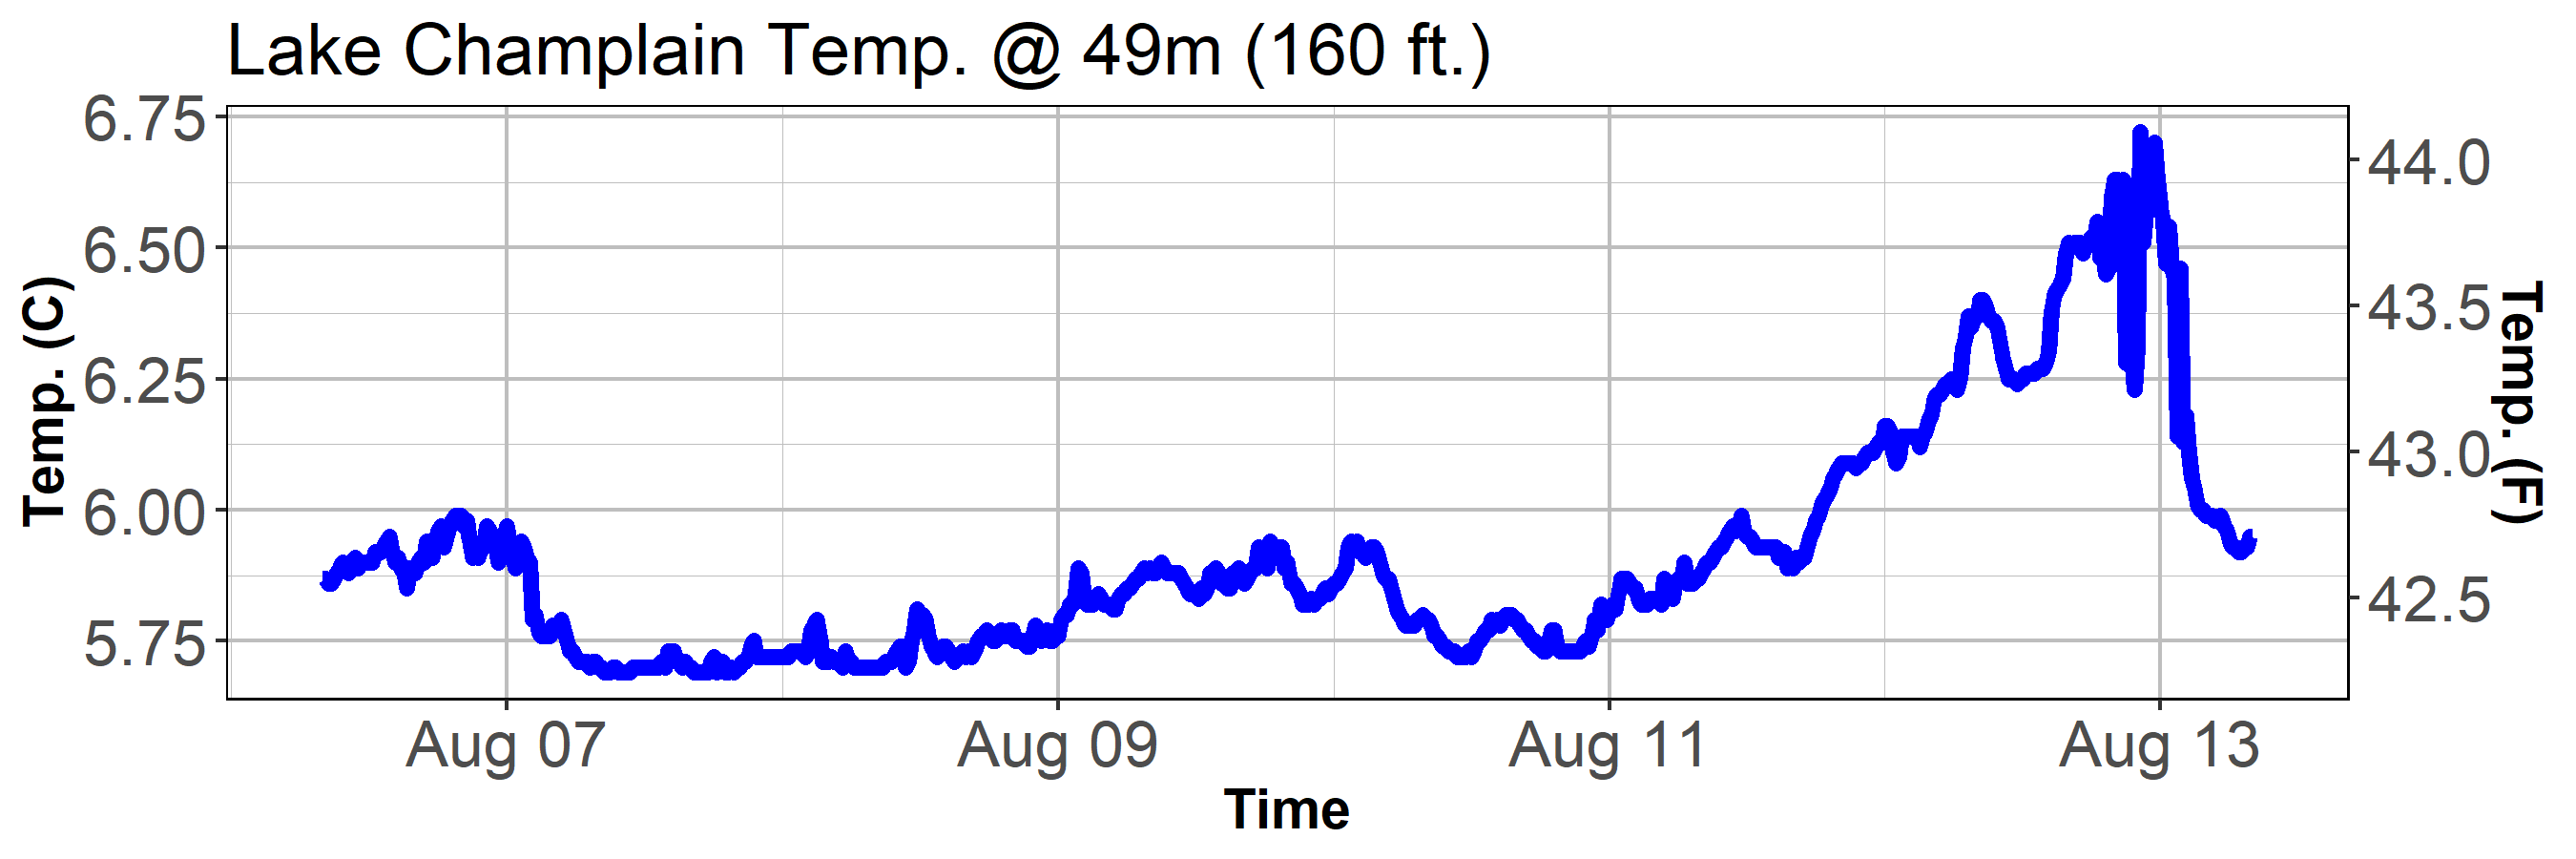 Lake Champlain Temp. @ 49m (160 ft.)
6.75
6.50
6.25
6.00
5.75
Temp. (C)
44.0
43.5
43.0
42.5
Temp. (F)
Aug 07 Aug 09 Aug 11 Aug 13
Time